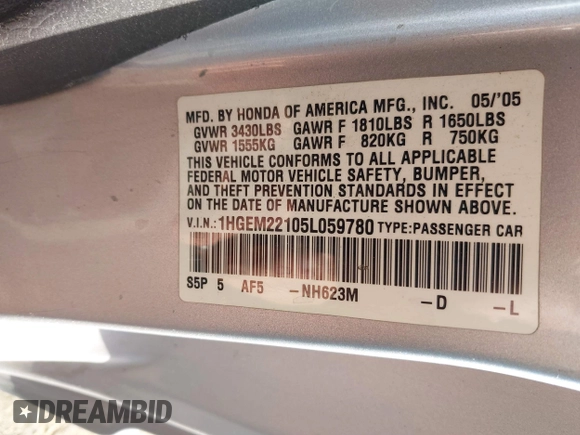 MFD. BY HONDA OF AMERICA MFG., INC. 05/'05
GVWR 3430LBS GAWR F 1810LBS R 1650LBS
GVWR 1555KG GAWR F 820KG R 750KG
THIS VEHICLE CONFORMS TO ALL APPLICABLE
FEDERAL MOTOR VEHICLE SAFETY, BUMPER,
AND THEFT PREVENTION STANDARDS IN EFFECT
ON THE DATE OF MANUFACTURE SHOWN ABOVE.
V.I.N.: 1HGEM22105L059780 TYPE:PASSENGER CAR
S5P 5 AF5 -NH623M -D -L
DREAMBID